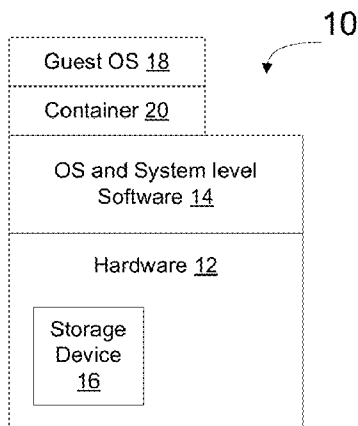 10
Guest OS 18
Container 20
OS and System level
Software 14
Hardware 12
Storage
Device
16